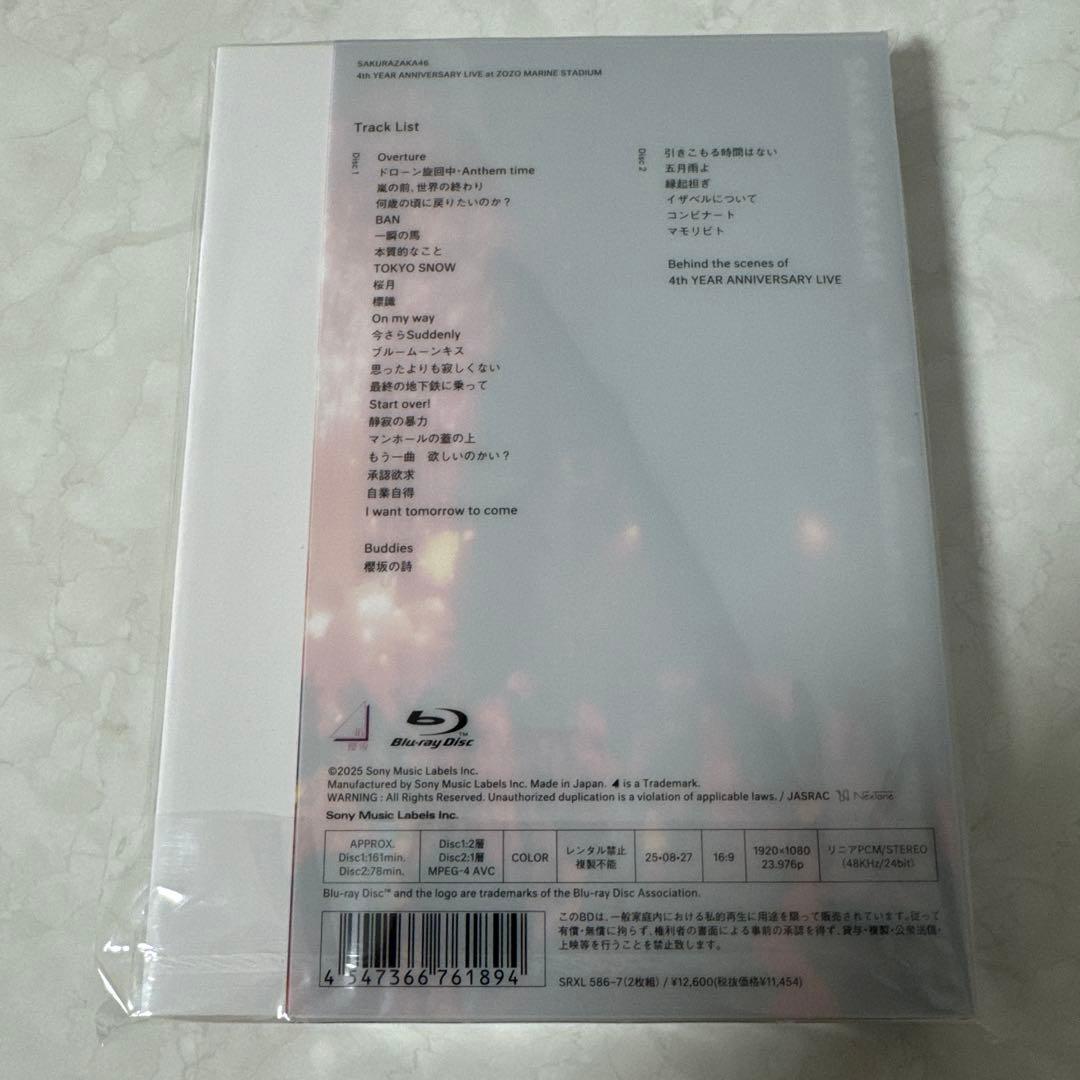 SAKURAZAKA46
4th YEAR ANNIVERSARY LIVE at ZOZO MARINE STADIUM
Track List
Disc 1
Overture
ドローン旋回中・Anthem time
嵐の前、世界の終わり
何歳の頃に戻りたいのか？
BAN
一瞬の馬
本質的なこと
TOKYO SNOW
桜月
標識
On my way
今さらSuddenly
ブルームーンキス
思ったよりも寂しくない
最終の地下鉄に乗って
Start over!
静寂の暴力
マンホールの蓋の上
もう一曲　欲しいのかい？
承認欲求
自業自得
I want tomorrow to come
Buddies
櫻坂の詩
Disc 2
引きこもる時間はない
五月雨よ
縁起担ぎ
イザベルについて
コンビナート
マモリビト
Behind the scenes of
4th YEAR ANNIVERSARY LIVE
Blu-ray Disc™
©2025 Sony Music Labels Inc.
Manufactured by Sony Music Labels Inc. Made in Japan. is a Trademark.
WARNING : All Rights Reserved. Unauthorized duplication is a violation of applicable laws. / JASRAC NexTone
Sony Music Labels Inc.
APPROX.
Disc1:161min.
Disc2:78min.
Disc1:2層
Disc2:1層
MPEG-4 AVC
COLOR
レンタル禁止
複製不能
25・08・27
16:9
1920×1080
23.976p
リニアPCM/STEREO
(48KHz/24bit)
Blu-ray Disc™ and the logo are trademarks of the Blu-ray Disc Association.
このBDは、一般家庭内における私的再生に用途を限って販売されています。従って
有償・無償に拘らず、権利者の書面による事前の承認を得ず、貸与・複製・公衆送信・
上映等を行うことを禁止致します。
4 547366 761894
SRXL 586-7(2枚組) / ¥12,600(税抜価格¥11,454)